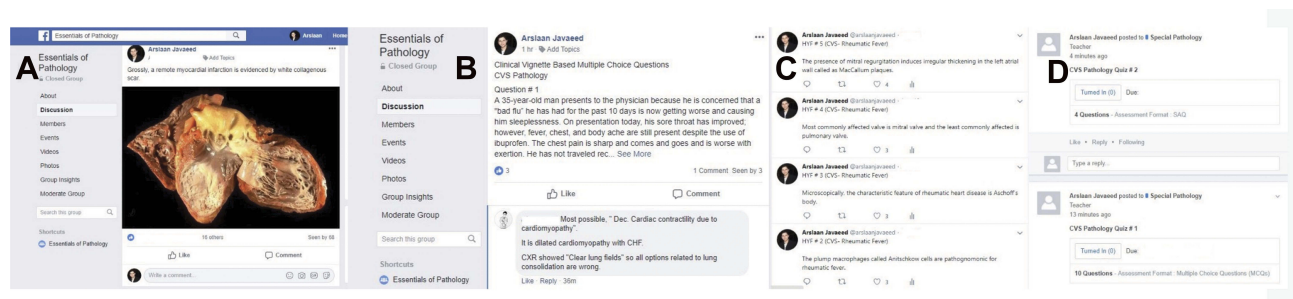 A
Essentials of Pathology
Arslaan
Home
Essentials of
Pathology
Closed Group
About
Discussion
Members
Events
Videos
Photos
Group Insights
Moderate Group
Search this group
Shortcuts
Essentials of Pathology
Arslaan Javaeed
Add Topics
Grossly, a remote myocardial infarction is evidenced by white collagenous
scar.
16 others
Seen by
Like
Comment
Write a comment...
B
Essentials of
Pathology
Closed Group
About
Discussion
Members
Events
Videos
Photos
Group Insights
Moderate Group
Search this group
Shortcuts
Essentials of Pathology
Arslaan Javaeed
1 hr · Add Topics
Clinical Vignette Based Multiple Choice Questions
CVS Pathology
Question # 1
A 35-year-old man presents to the physician because he is concerned that a
"bad flu" he has had for the past 10 days is now getting worse and causing
him sleeplessness. On presentation today, his sore throat has improved;
however, fever, chest, and body ache are still present despite the use of
ibuprofen. The chest pain is sharp and comes and goes and is worse with
exertion. He has not traveled rec... See More
3
1 Comment Seen by 3
Like
Comment
Most possible, " Dec. Cardiac contractility due to
cardiomyopathy".
It is dilated cardiomyopathy with CHF.
CXR showed "Clear lung fields" so all options related to lung
consolidation are wrong.
Like · Reply · 36m
C
Arslaan Javaeed @arslaanjavaeed ·
HYF # 5 (CVS- Rheumatic Fever)
The presence of mitral regurgitation induces irregular thickening in the left atrial
wall called as MacCallum plaques.
4
Arslaan Javaeed @arslaanjavaeed ·
HYF # 4 (CVS- Rheumatic Fever)
Most commonly affected valve is mitral valve and the least commonly affected is
pulmonary valve.
3
Arslaan Javaeed @arslaanjavaeed ·
HYF # 3 (CVS- Rheumatic Fever)
Microscopically, the characteristic feature of rheumatic heart disease is Aschoff's
body.
3
Arslaan Javaeed @arslaanjavaeed ·
HYF # 2 (CVS- Rheumatic Fever)
The plump macrophages called Anitschkow cells are pathognomonic for
rheumatic fever.
3
D
Arslaan Javaeed posted to Special Pathology
Teacher
4 minutes ago
CVS Pathology Quiz # 2
Turned In (0)
Due:
4 Questions - Assessment Format : SAQ
Like • Reply • Following
Type a reply...
Arslaan Javaeed posted to Special Pathology
Teacher
13 minutes ago
CVS Pathology Quiz # 1
Turned In (0)
Due:
10 Questions - Assessment Format : Multiple Choice Questions (MCQs)